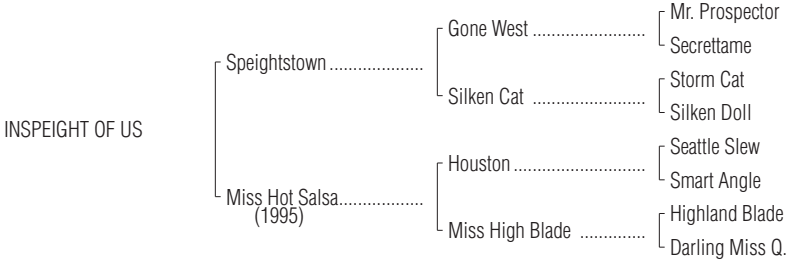 Mr. Prospector
Gone West ........................
Secrettame
Speightstown ....................
Storm Cat
Silken Cat ........................
Silken Doll
INSPEIGHT OF US
Seattle Slew
Houston ............................
Smart Angle
Miss Hot Salsa..................
(1995)
Highland Blade
Miss High Blade ..............
Darling Miss Q.